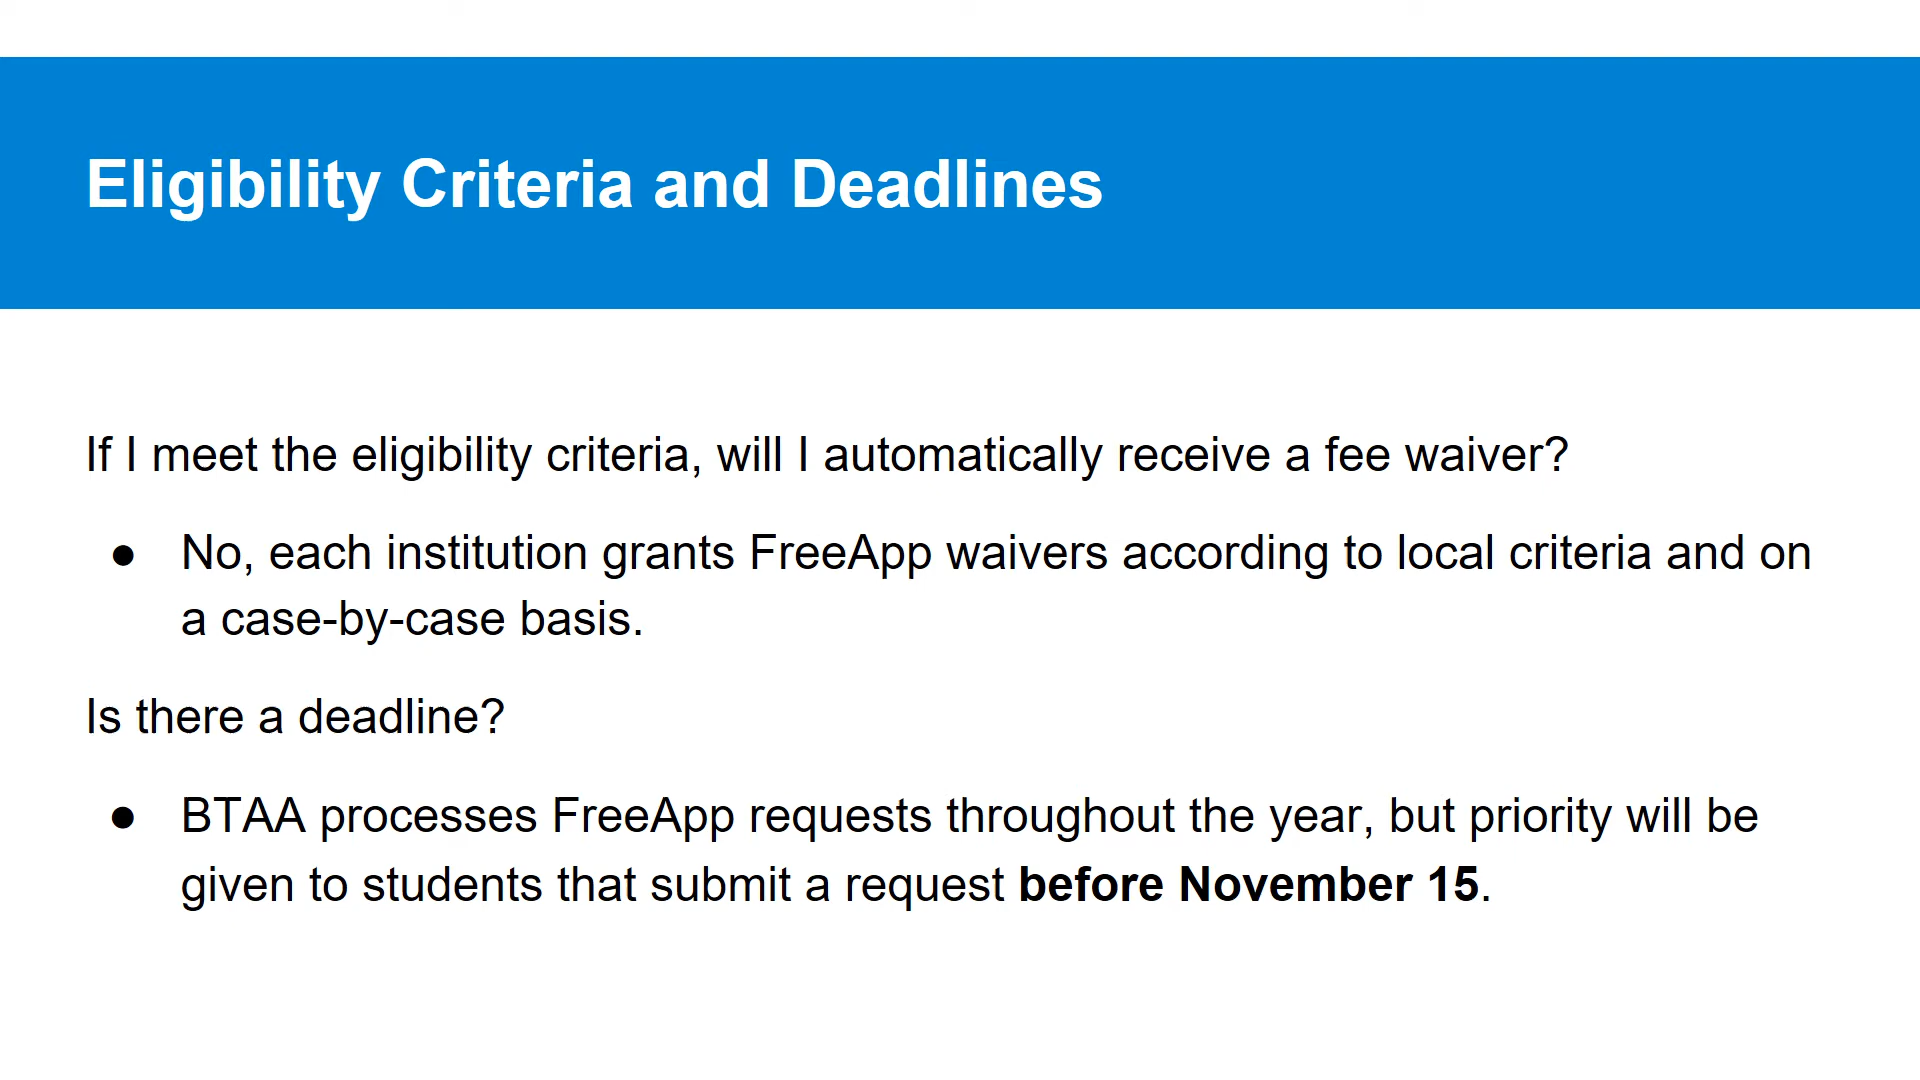 Eligibility Criteria and Deadlines
If I meet the eligibility criteria, will I automatically receive a fee waiver?
● No, each institution grants FreeApp waivers according to local criteria and on
a case-by-case basis.
Is there a deadline?
● BTAA processes FreeApp requests throughout the year, but priority will be
given to students that submit a request before November 15.